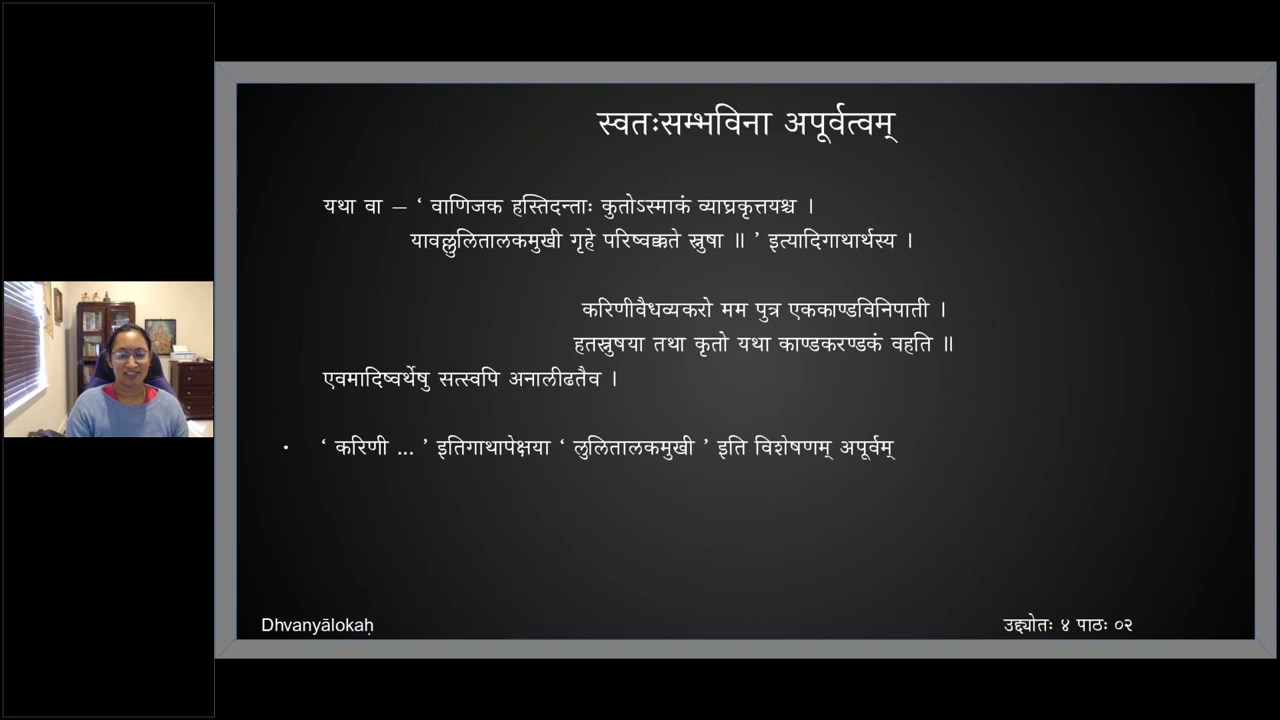 स्वतःसम्भविना अपूर्वत्वम्
यथा वा – ‘ वाणिजक हस्तिदन्ताः कुतोऽस्माकं व्याघ्रकृत्तयश्च ।
यावल्लुलितालकमुखी गृहे परिष्वक्कते स्नुषा ॥ ’ इत्यादिगाथार्थस्य ।
करिणीवैधव्यकरो मम पुत्र एककाण्डविनिपाती ।
हतस्नुषया तथा कृतो यथा काण्डकरण्डकं वहति ॥
एवमादिष्वर्थेषु सत्स्वपि अनालीढतैव ।
• ‘ करिणी ... ’ इतिगाथापेक्षया ‘ लुलितालकमुखी ’ इति विशेषणम् अपूर्वम्
Dhvanyālokaḥ
उद्द्योतः ४ पाठः ०२